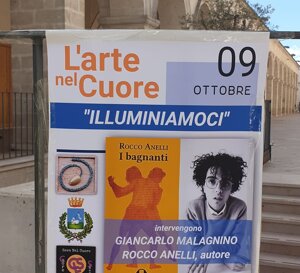 L'arte
nel Cuore
09
OTTOBRE
"ILLUMINIAMOCI"
ROCCO ANELLI
I bagnanti
intervengono
GIANCARLO MALAGNINO
ROCCO ANELLI, autore